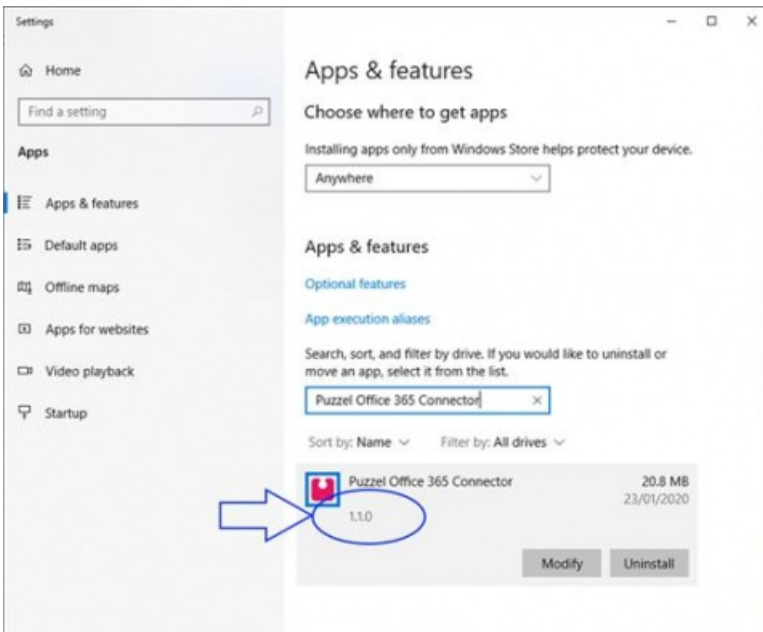 Settings
Home
Find a setting
Apps
Apps & features
Default apps
Offline maps
Apps for websites
Video playback
Startup
Apps & features
Choose where to get apps
Installing apps only from Windows Store helps protect your device.
Anywhere
Apps & features
Optional features
App execution aliases
Search, sort, and filter by drive. If you would like to uninstall or
move an app, select it from the list.
Puzzel Office 365 Connector
Sort by: Name Filter by: All drives
Puzzel Office 365 Connector 20.8 MB
23/01/2020
1.1.0
Modify Uninstall